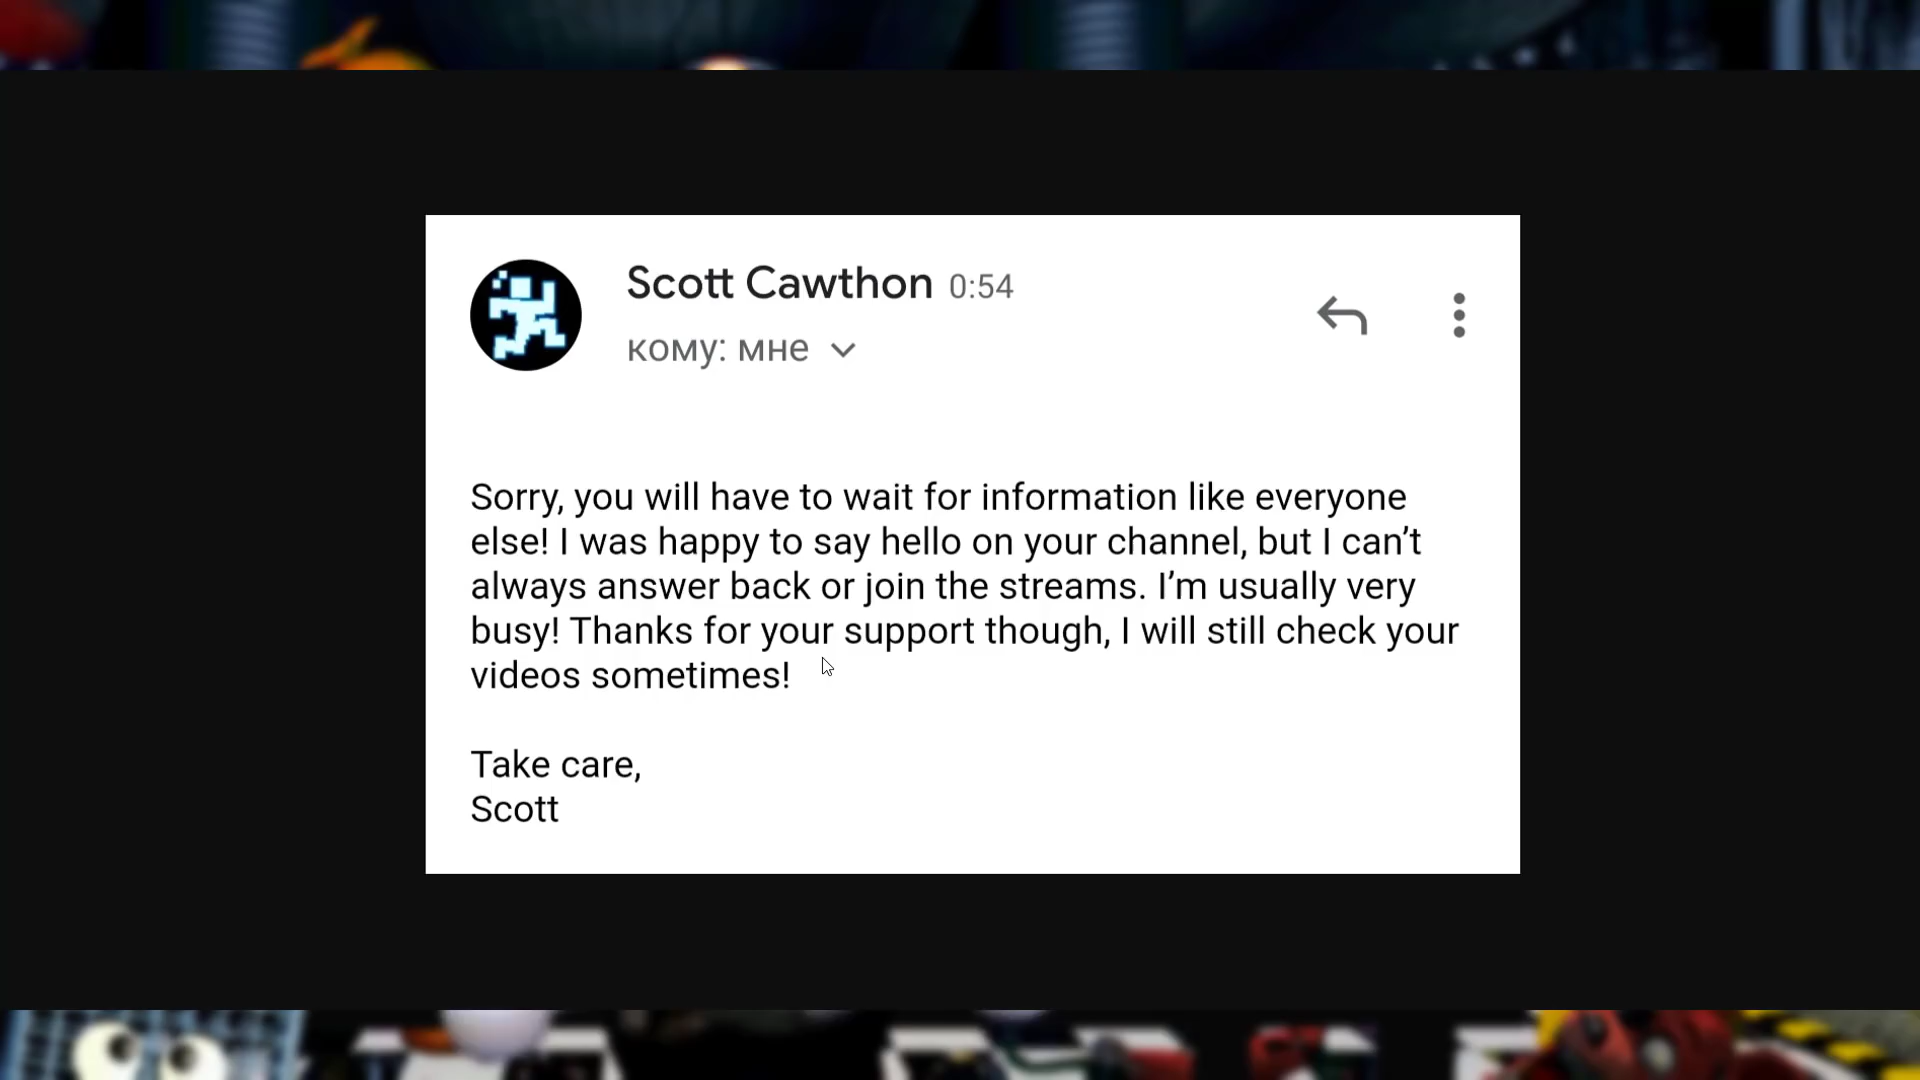 Scott Cawthon 0:54
кому: мне
Sorry, you will have to wait for information like everyone
else! I was happy to say hello on your channel, but I can’t
always answer back or join the streams. I’m usually very
busy! Thanks for your support though, I will still check your
videos sometimes!
Take care,
Scott